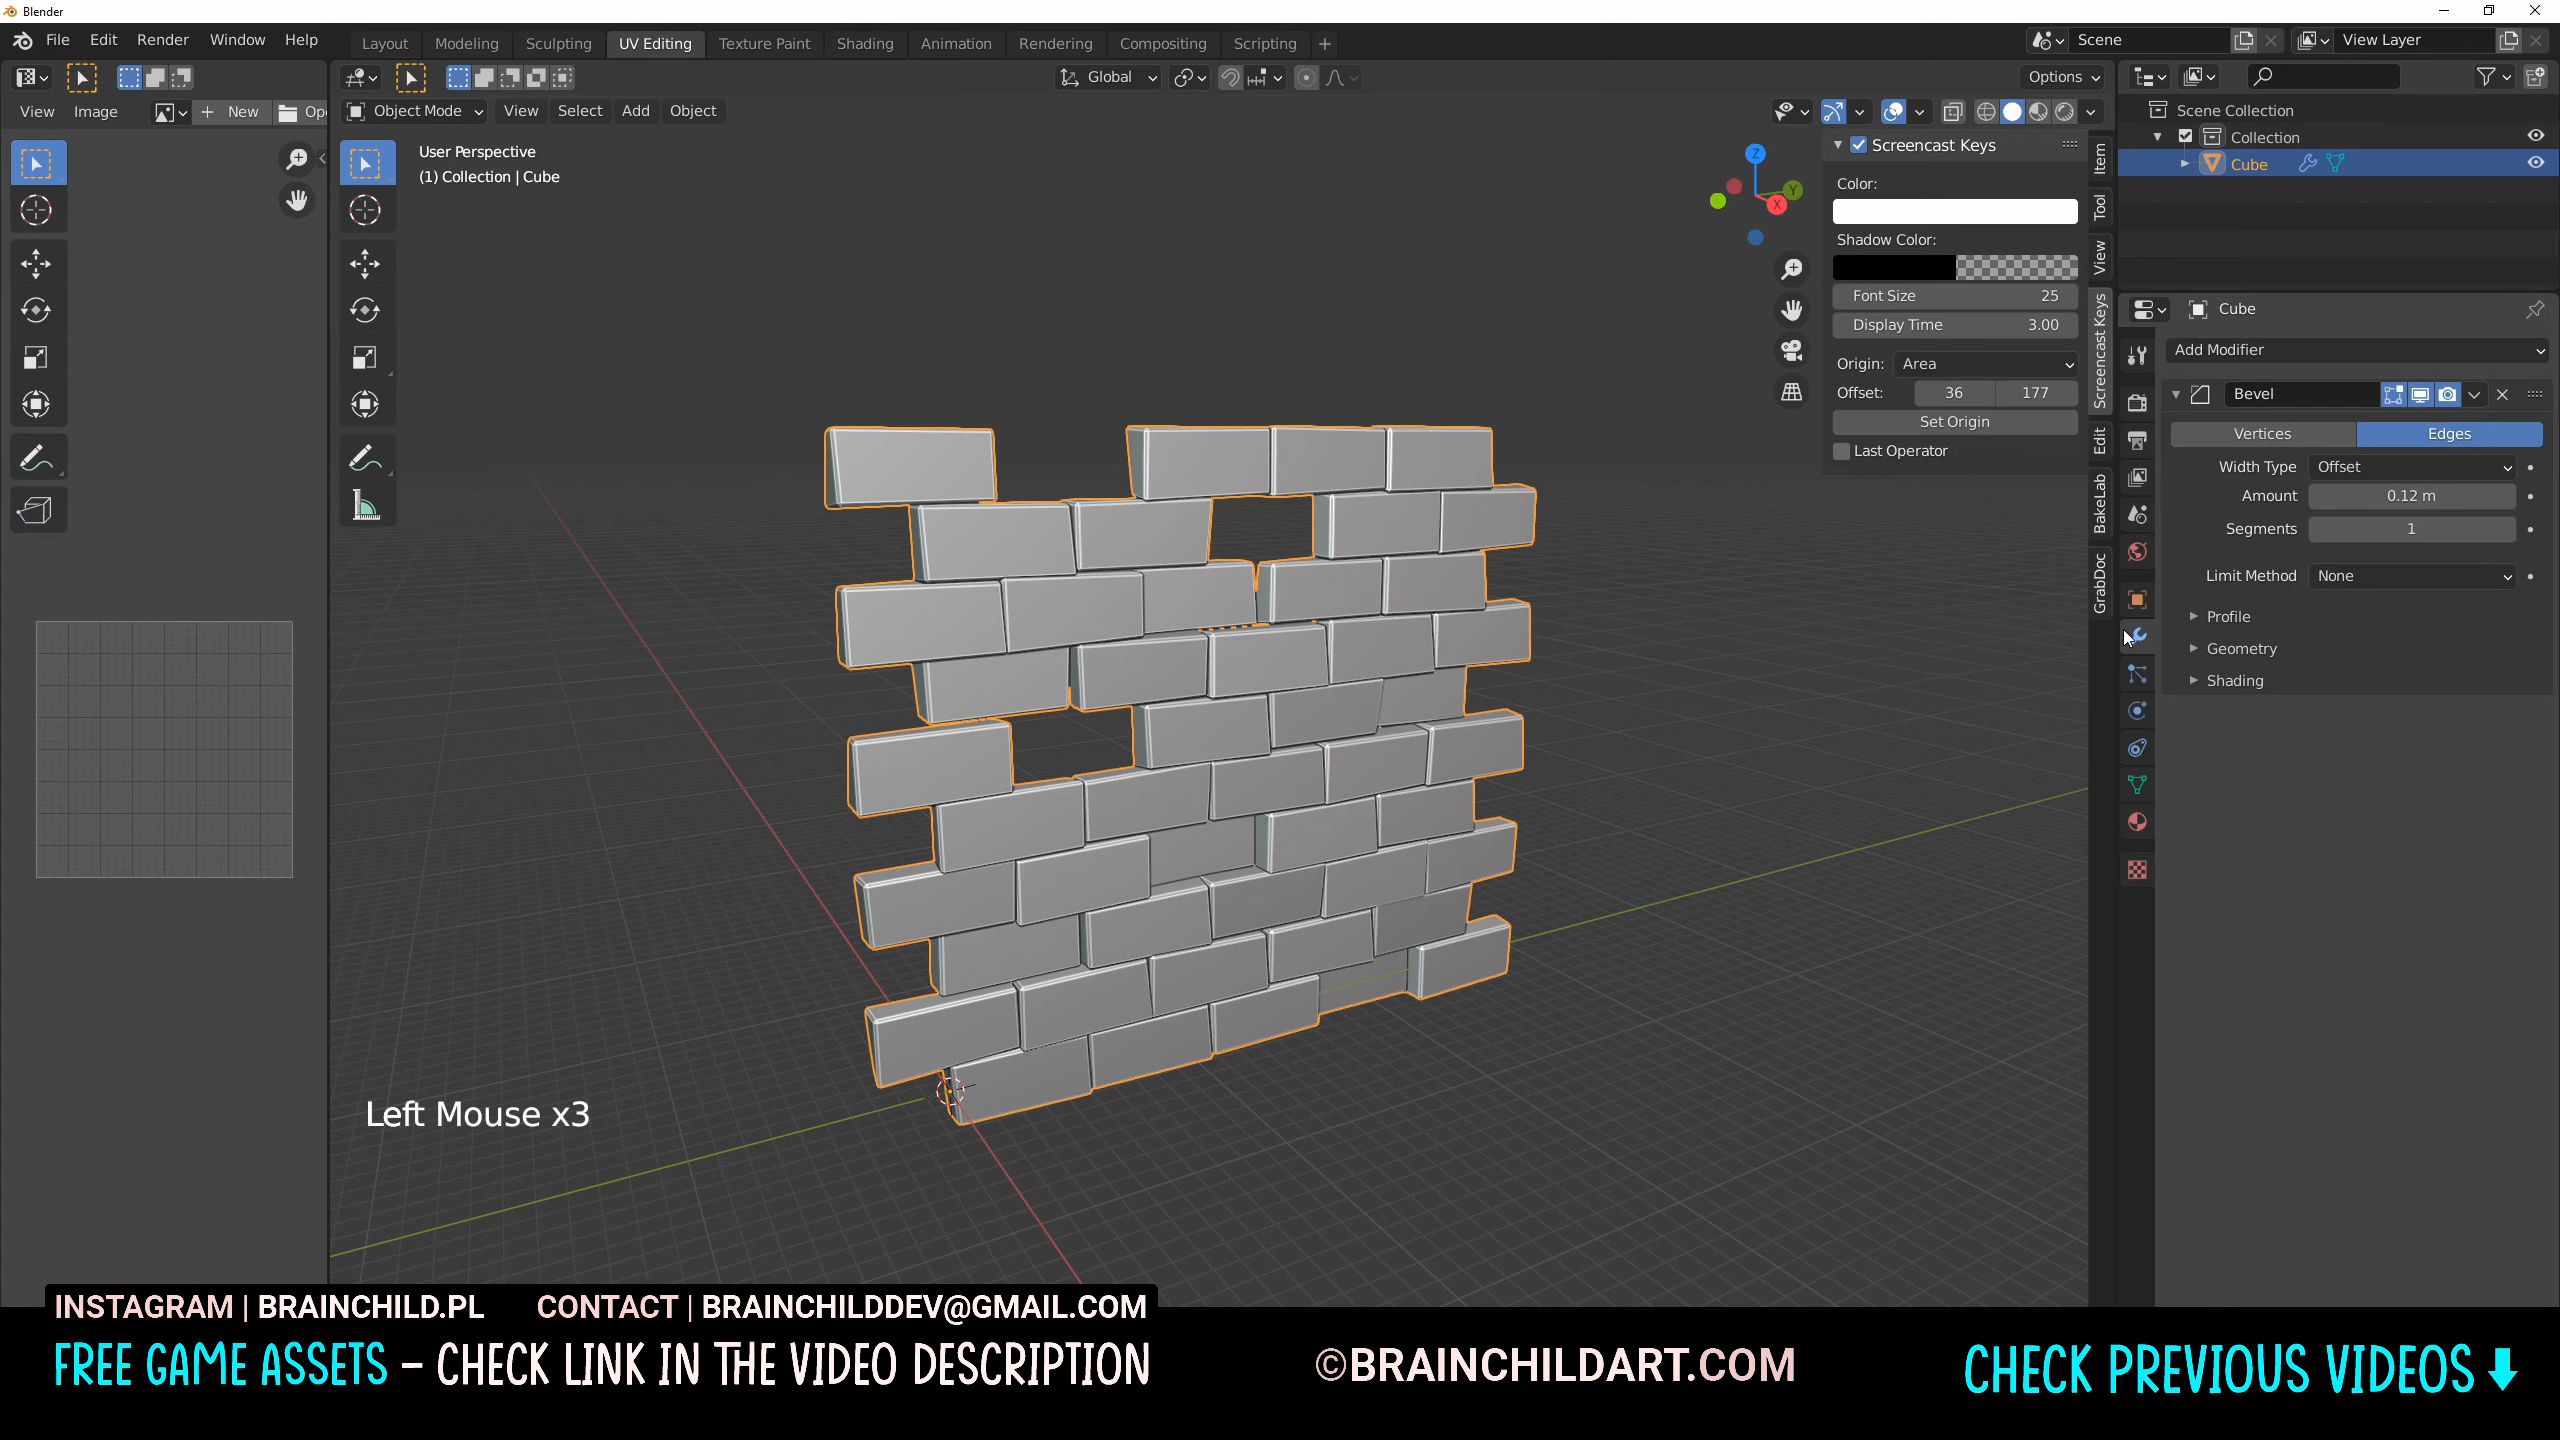 Blender
File Edit Render Window Help Layout Modeling Sculpting UV Editing Texture Paint Shading Animation Rendering Compositing Scripting + Scene View Layer
Global Options
View Image + New Op Object Mode View Select Add Object
User Perspective
(1) Collection | Cube
Z
Y
X
Screencast Keys
Color:
Shadow Color:
Font Size 25
Display Time 3.00
Origin: Area
Offset: 36 177
Set Origin
Last Operator
Item
Tool
View
Screencast Keys
Edit
BakeLab
GrabDoc
Scene Collection
Collection
Cube
Cube
Add Modifier
Bevel
Vertices Edges
Width Type Offset
Amount 0.12 m
Segments 1
Limit Method None
Profile
Geometry
Shading
Left Mouse x3
INSTAGRAM | BRAINCHILD.PL CONTACT | BRAINCHILDDEV@GMAIL.COM
FREE GAME ASSETS – CHECK LINK IN THE VIDEO DESCRIPTION
©BRAINCHILDART.COM
CHECK PREVIOUS VIDEOS